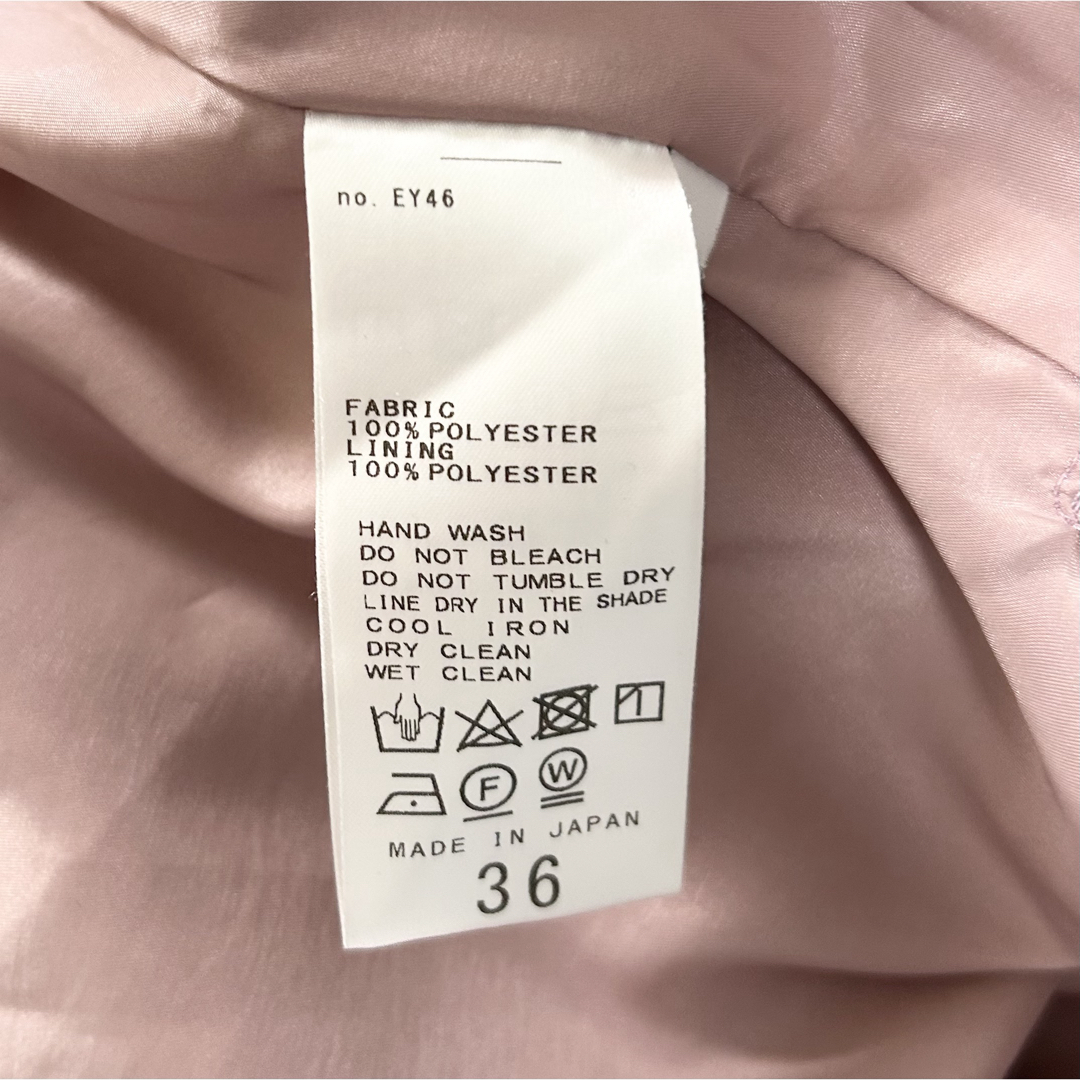 no. EY46
FABRIC
100% POLYESTER
LINING
100% POLYESTER
HAND WASH
DO NOT BLEACH
DO NOT TUMBLE DRY
LINE DRY IN THE SHADE
COOL IRON
DRY CLEAN
WET CLEAN
F W
MADE IN JAPAN
36